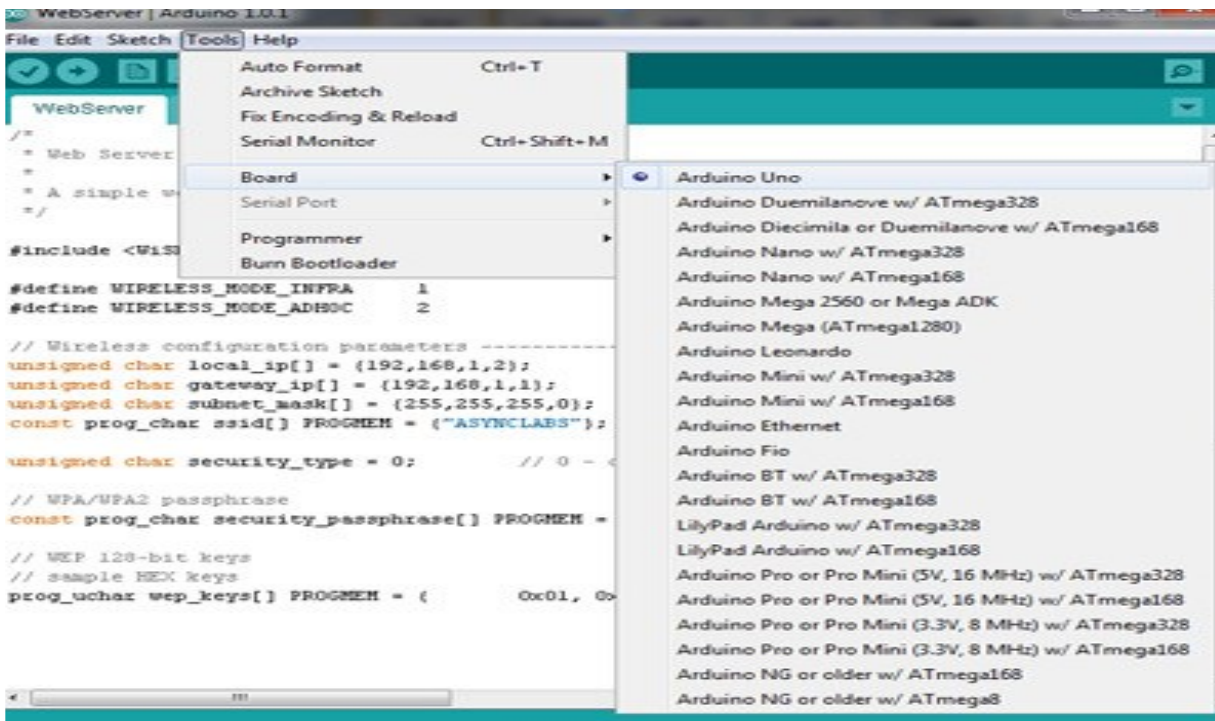 WebServer | Arduino 1.0.1
File Edit Sketch Tools Help
WebServer
Auto Format Ctrl+T
Archive Sketch
Fix Encoding & Reload
Serial Monitor Ctrl+Shift+M
Board
Serial Port
Programmer
Burn Bootloader
Arduino Uno
Arduino Duemilanove w/ ATmega328
Arduino Diecimila or Duemilanove w/ ATmega168
Arduino Nano w/ ATmega328
Arduino Nano w/ ATmega168
Arduino Mega 2560 or Mega ADK
Arduino Mega (ATmega1280)
Arduino Leonardo
Arduino Mini w/ ATmega328
Arduino Mini w/ ATmega168
Arduino Ethernet
Arduino Fio
Arduino BT w/ ATmega328
Arduino BT w/ ATmega168
LilyPad Arduino w/ ATmega328
LilyPad Arduino w/ ATmega168
Arduino Pro or Pro Mini (5V, 16 MHz) w/ ATmega328
Arduino Pro or Pro Mini (5V, 16 MHz) w/ ATmega168
Arduino Pro or Pro Mini (3.3V, 8 MHz) w/ ATmega328
Arduino Pro or Pro Mini (3.3V, 8 MHz) w/ ATmega168
Arduino NG or older w/ ATmega168
Arduino NG or older w/ ATmega8
/*
* Web Server
*
* A simple
*/
#include
#define WIRELESS_MODE_INFRA 1
#define WIRELESS_MODE_ADHOC 2
// Wireless configuration parameters ------------
unsigned char local_ip[] = {192,168,1,2};
unsigned char gateway_ip[] = {192,168,1,1};
unsigned char subnet_mask[] = {255,255,255,0};
const prog_char ssid[] PROGMEM = {"ASYNCLABS"};
unsigned char security_type = 0; // 0 -
// WPA/WPA2 passphrase
const prog_char security_passphrase[] PROGMEM =
// WEP 128-bit keys
// sample HEX keys
prog_uchar wep_keys[] PROGMEM = { 0x01,